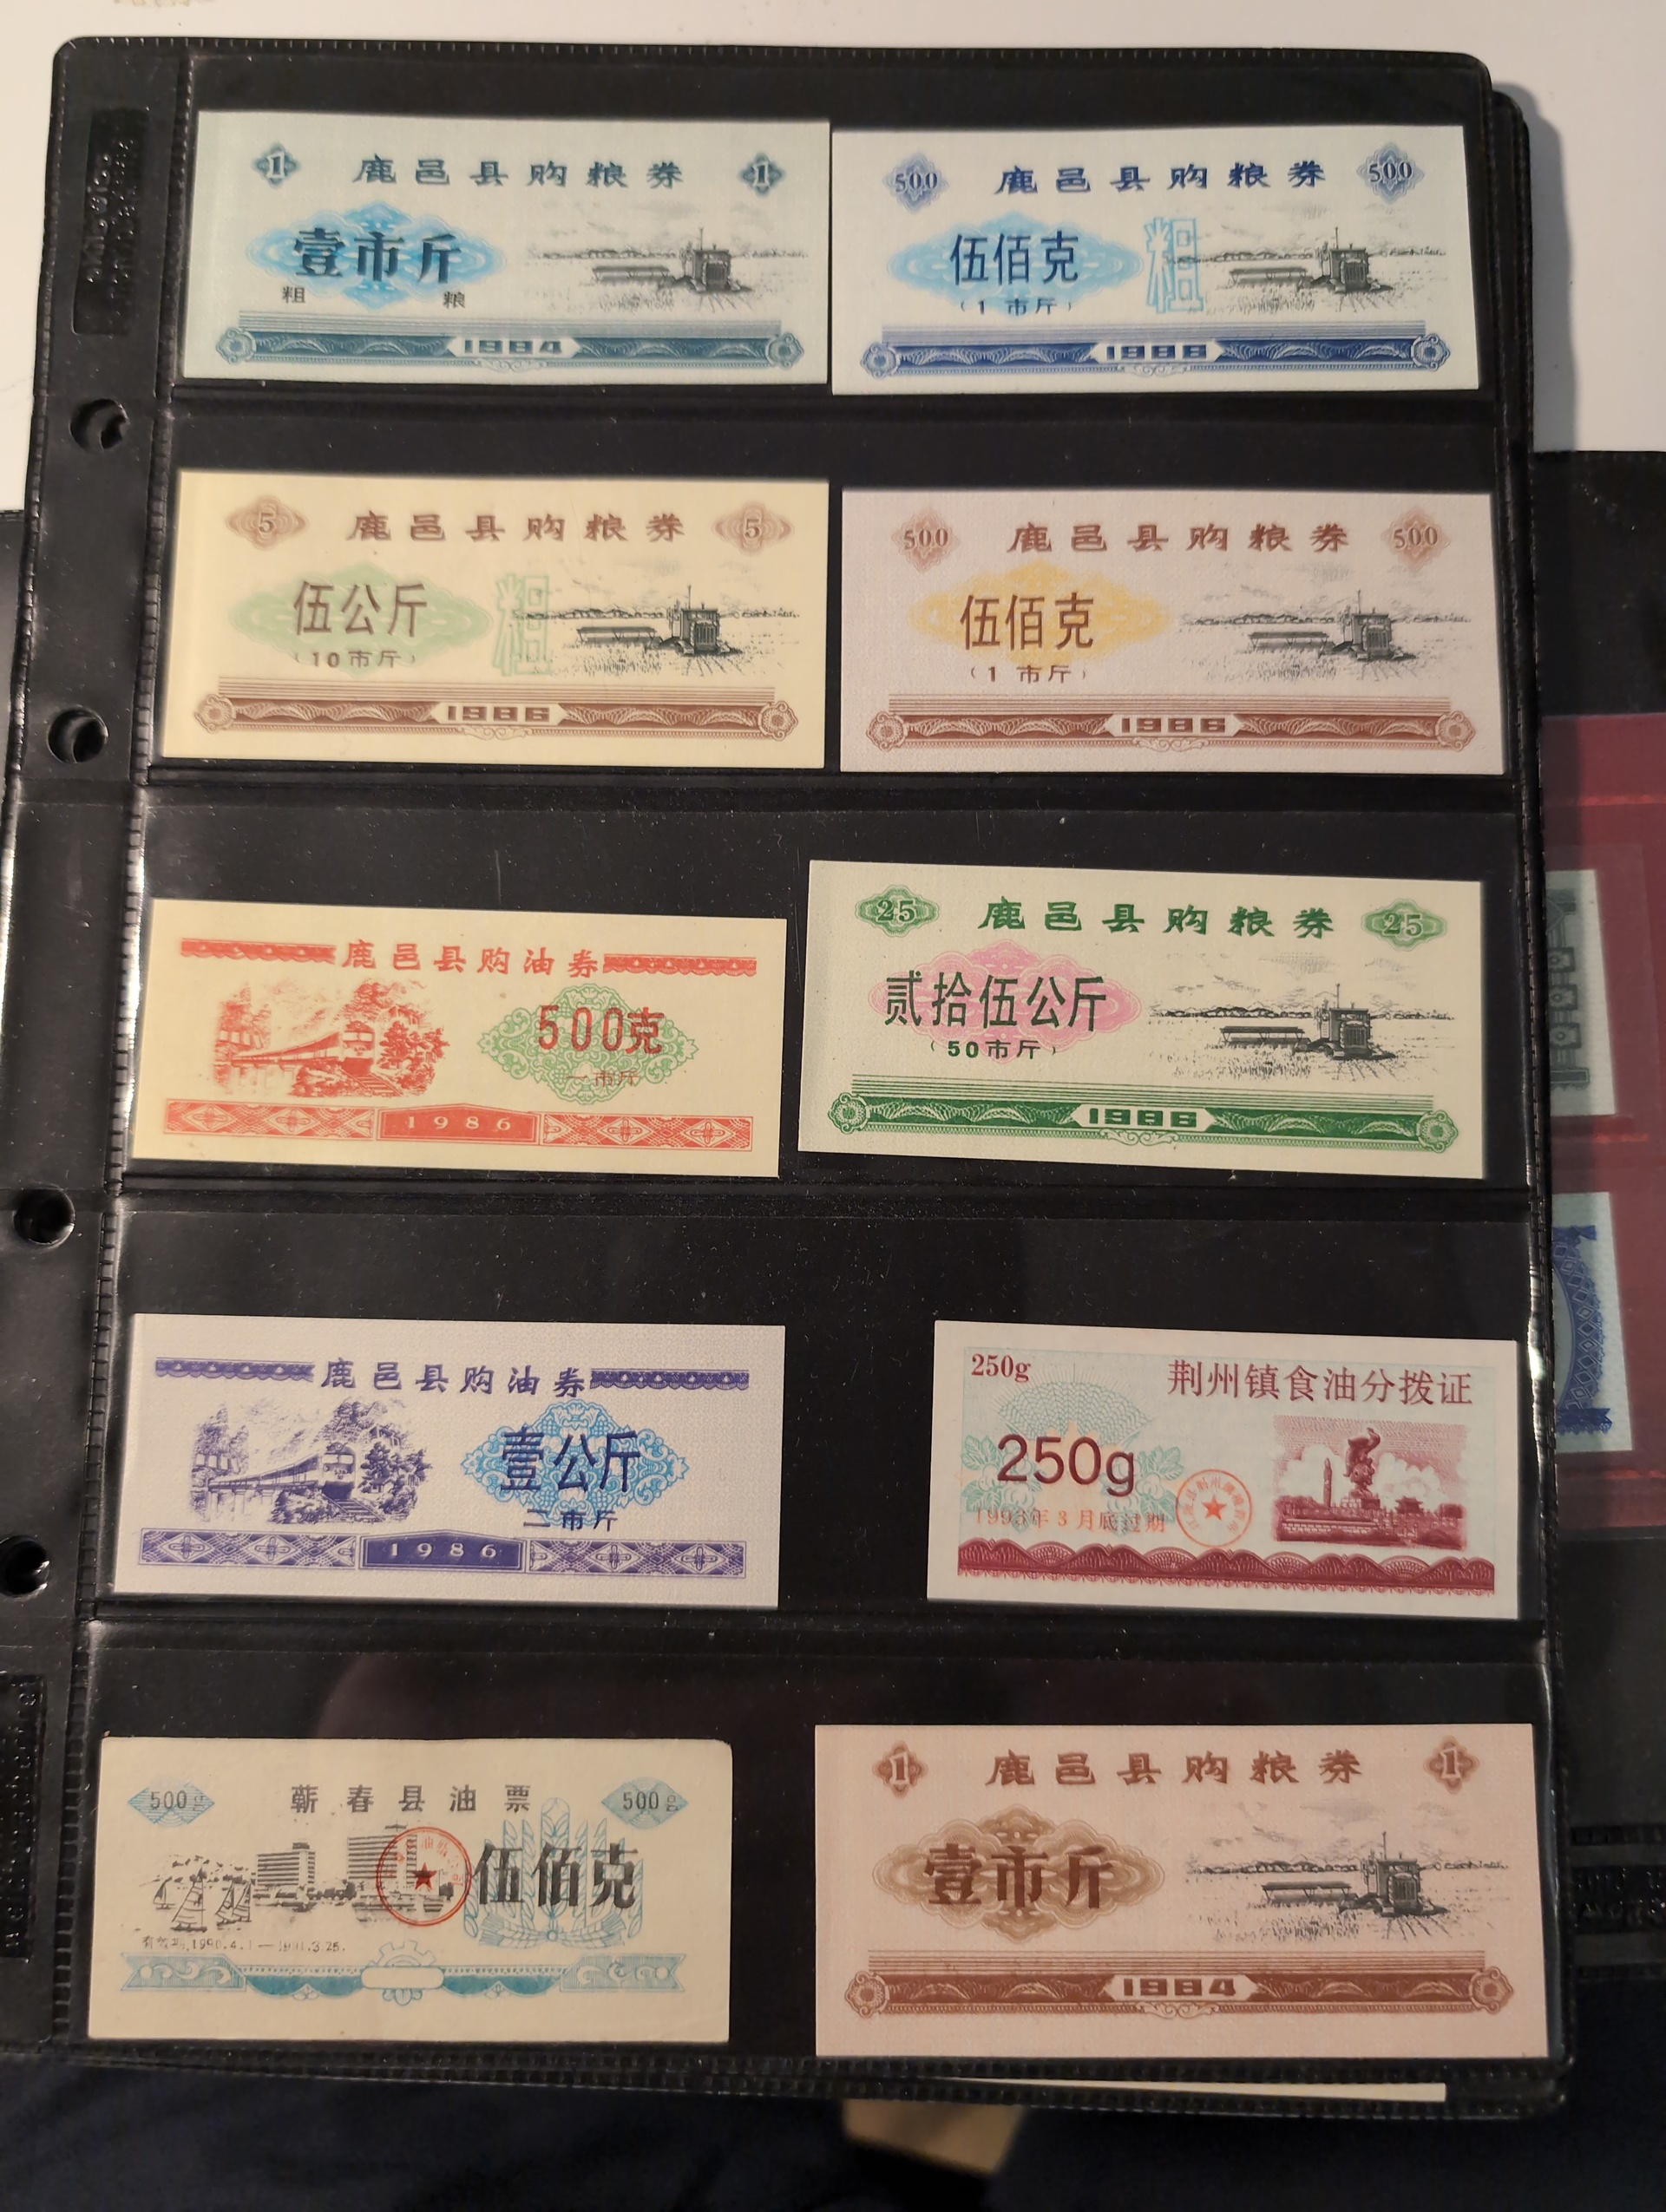 1 鹿邑县购粮券 1
壹市斤
粗 粮
1984
500 鹿邑县购粮券 500
伍佰克 粗
(1市斤)
1986
5 鹿邑县购粮券 5
伍公斤 粗
(10市斤)
1986
500 鹿邑县购粮券 500
伍佰克
(1市斤)
1986
鹿邑县购油券
500克
一市斤
1986
25 鹿邑县购粮券 25
贰拾伍公斤
(50市斤)
1986
鹿邑县购油券
壹公斤
二市斤
1986
250g 荆州镇食油分拨证
250g
1993年3月底过期
500g 蕲春县油票 500g
伍佰克
1 鹿邑县购粮券 1
壹市斤
1984